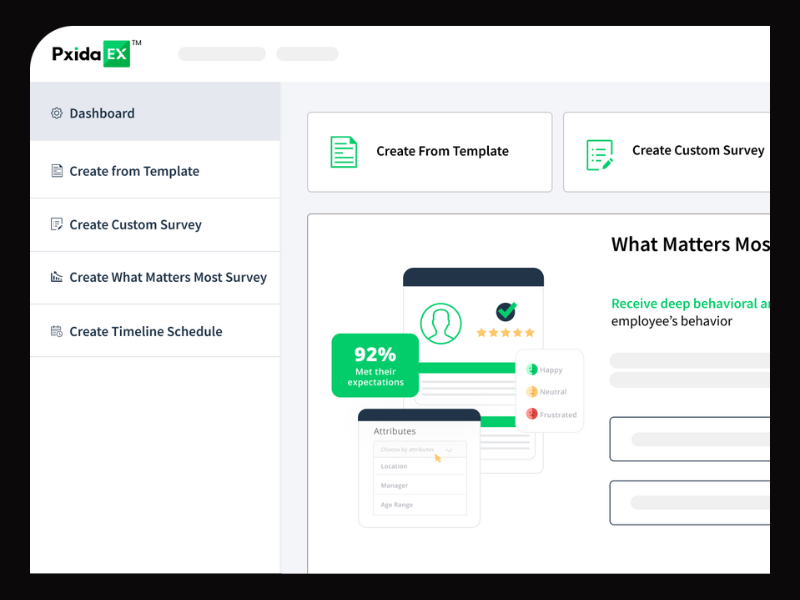 Pxida EX™
Dashboard
Create from Template
Create Custom Survey
Create What Matters Most Survey
Create Timeline Schedule
Create From Template
Create Custom Survey
What Matters Mos
Receive deep behavioral a
employee's behavior
92%
Met their
expectations
Happy
Neutral
Frustrated
Attributes
Choose by attributes
Location
Manager
Age Range